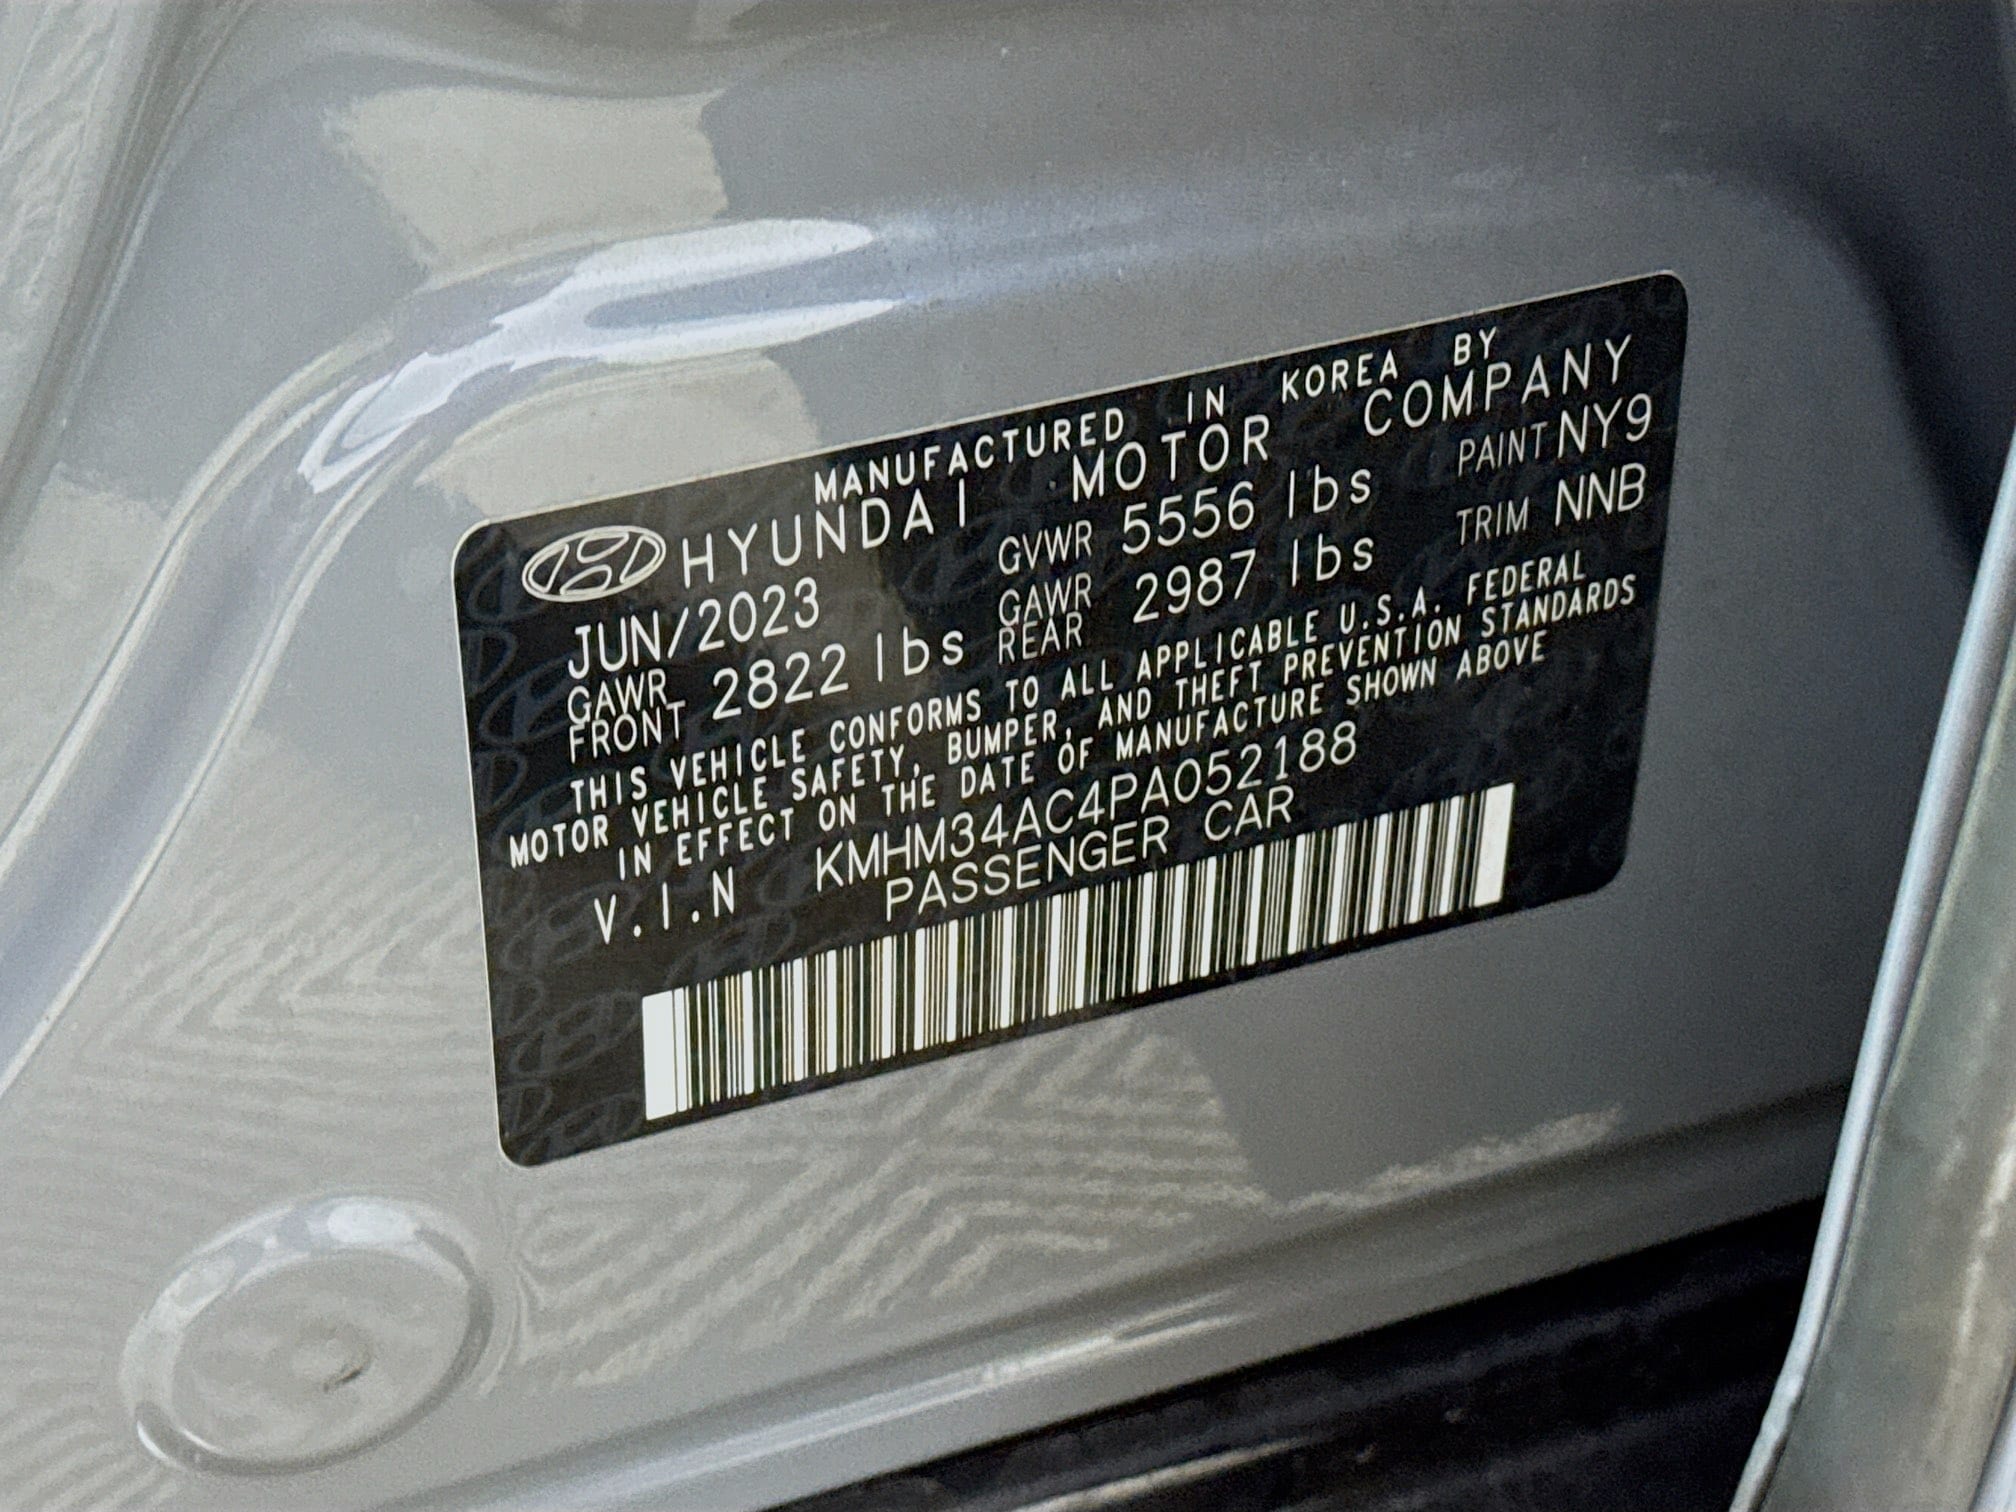 MANUFACTURED IN KOREA BY
HYUNDAI MOTOR COMPANY
JUN/2023 GVWR 5556 lbs PAINT NY9
GAWR FRONT 2822 lbs GAWR REAR 2987 lbs TRIM NNB
THIS VEHICLE CONFORMS TO ALL APPLICABLE U.S.A. FEDERAL
MOTOR VEHICLE SAFETY, BUMPER, AND THEFT PREVENTION STANDARDS
IN EFFECT ON THE DATE OF MANUFACTURE SHOWN ABOVE
V.I.N KMHM34AC4PA052188
PASSENGER CAR